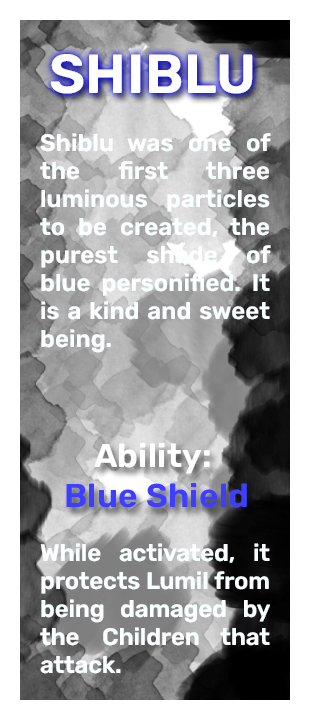 SHIBLU
Shiblu was one of
the first three
luminous particles
to be created, the
purest shade of
blue personified. It
is a kind and sweet
being.
Ability:
Blue Shield
While activated, it
protects Lumil from
being damaged by
the Children that
attack.